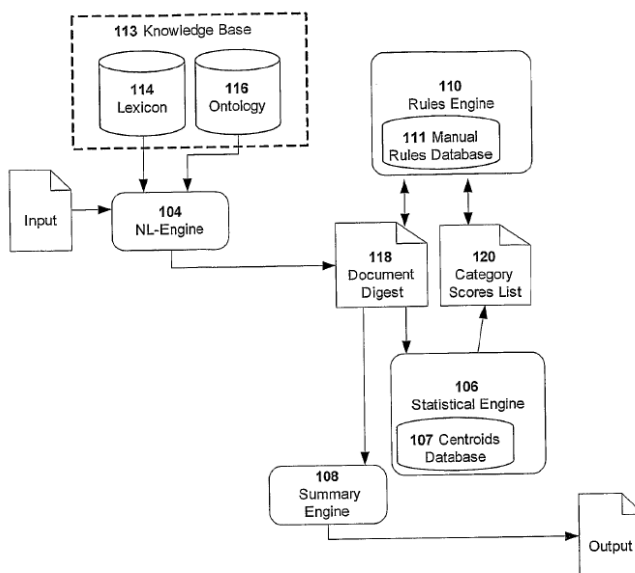 113 Knowledge Base
114
Lexicon
116
Ontology
110
Rules Engine
111 Manual
Rules Database
Input
104
NL-Engine
118
Document
Digest
120
Category
Scores List
106
Statistical Engine
107 Centroids
Database
108
Summary
Engine
Output